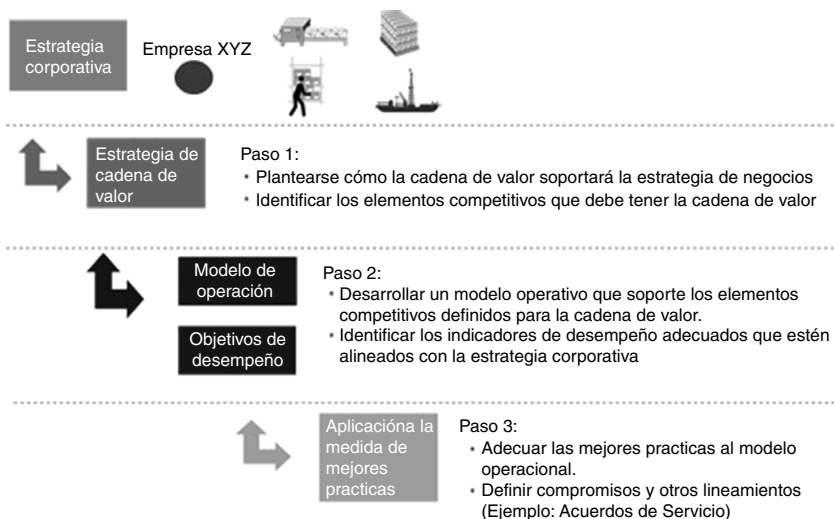 Estrategia
corporativa
Empresa XYZ
Estrategia de
cadena de
valor
Paso 1:
• Plantearse cómo la cadena de valor soportará la estrategia de negocios
• Identificar los elementos competitivos que debe tener la cadena de valor
Modelo de
operación
Objetivos de
desempeño
Paso 2:
• Desarrollar un modelo operativo que soporte los elementos
competitivos definidos para la cadena de valor.
• Identificar los indicadores de desempeño adecuados que estén
alineados con la estrategia corporativa
Aplicacióna la
medida de
mejores
practicas
Paso 3:
• Adecuar las mejores practicas al modelo
operacional.
• Definir compromisos y otros lineamientos
(Ejemplo: Acuerdos de Servicio)